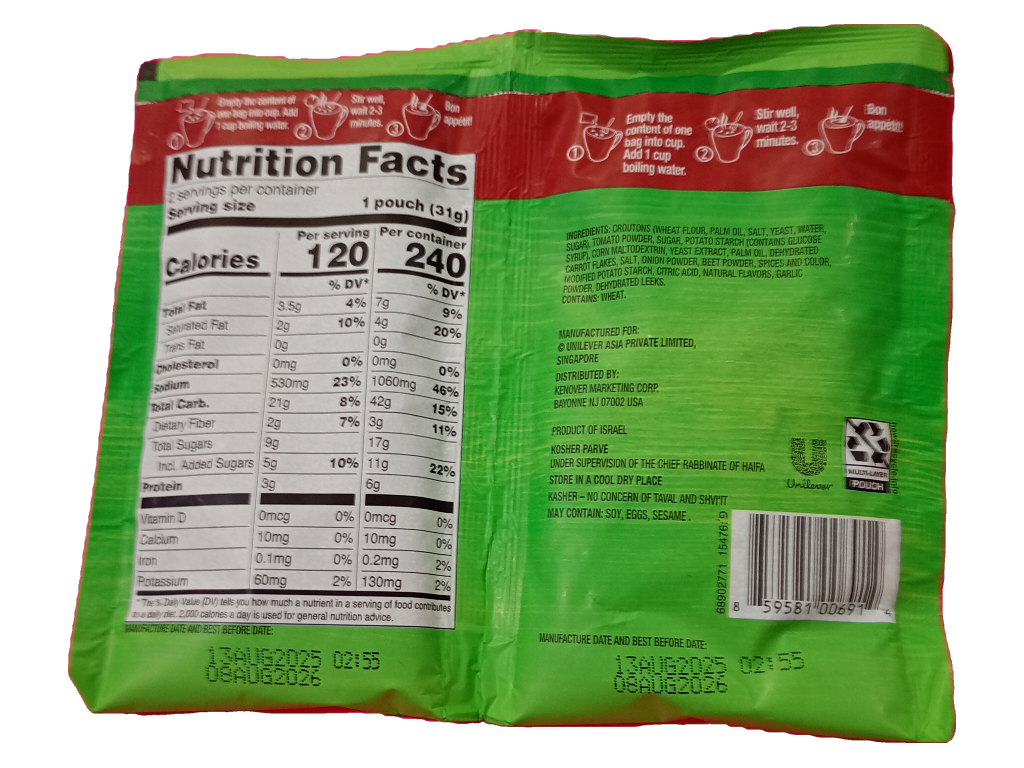 Empty the content of one bag into cup. Add 1 cup boiling water.
1
Stir well, wait 2-3 minutes.
2
Bon appétit!
3
Nutrition Facts
2 servings per container
Serving size 1 pouch (31g)
Per serving Per container
Calories 120 240
% DV* % DV*
Total Fat 3.5g 4% 7g 9%
Saturated Fat 2g 10% 4g 20%
Trans Fat 0g 0g
Cholesterol 0mg 0% 0mg 0%
Sodium 530mg 23% 1060mg 46%
Total Carb. 21g 8% 42g 15%
Dietary Fiber 2g 7% 3g 11%
Total Sugars 9g 17g
Incl. Added Sugars 5g 10% 11g 22%
Protein 3g 6g
Vitamin D 0mcg 0% 0mcg 0%
Calcium 10mg 0% 10mg 0%
Iron 0.1mg 0% 0.2mg 2%
Potassium 60mg 2% 130mg 2%
*The % Daily Value (DV) tells you how much a nutrient in a serving of food contributes
to a daily diet. 2,000 calories a day is used for general nutrition advice.
MANUFACTURE DATE AND BEST BEFORE DATE:
13AUG2025 02:55
08AUG2026
Empty the
content of one
bag into cup.
Add 1 cup
boiling water.
1
Stir well,
wait 2-3
minutes.
2
Bon
appétit!
3
INGREDIENTS: CROUTONS (WHEAT FLOUR, PALM OIL, SALT, YEAST, WATER,
SUGAR), TOMATO POWDER, SUGAR, POTATO STARCH (CONTAINS GLUCOSE
SYRUP), CORN MALTODEXTRIN, YEAST EXTRACT, PALM OIL, DEHYDRATED
CARROT FLAKES, SALT, ONION POWDER, BEET POWDER, SPICES AND COLOR,
MODIFIED POTATO STARCH, CITRIC ACID, NATURAL FLAVORS, GARLIC
POWDER, DEHYDRATED LEEKS.
CONTAINS: WHEAT.
MANUFACTURED FOR:
© UNILEVER ASIA PRIVATE LIMITED,
SINGAPORE
DISTRIBUTED BY:
KENOVER MARKETING CORP.
BAYONNE NJ 07002 USA
PRODUCT OF ISRAEL
KOSHER PARVE
UNDER SUPERVISION OF THE CHIEF RABBINATE OF HAIFA
STORE IN A COOL DRY PLACE
KASHER – NO CONCERN OF TAVAL AND SHVI'IT
MAY CONTAIN: SOY, EGGS, SESAME.
Unilever
MULTI-LAYER
POUCH
68902771
8 59581 00691 4
MANUFACTURE DATE AND BEST BEFORE DATE:
13AUG2025 02:55
08AUG2026